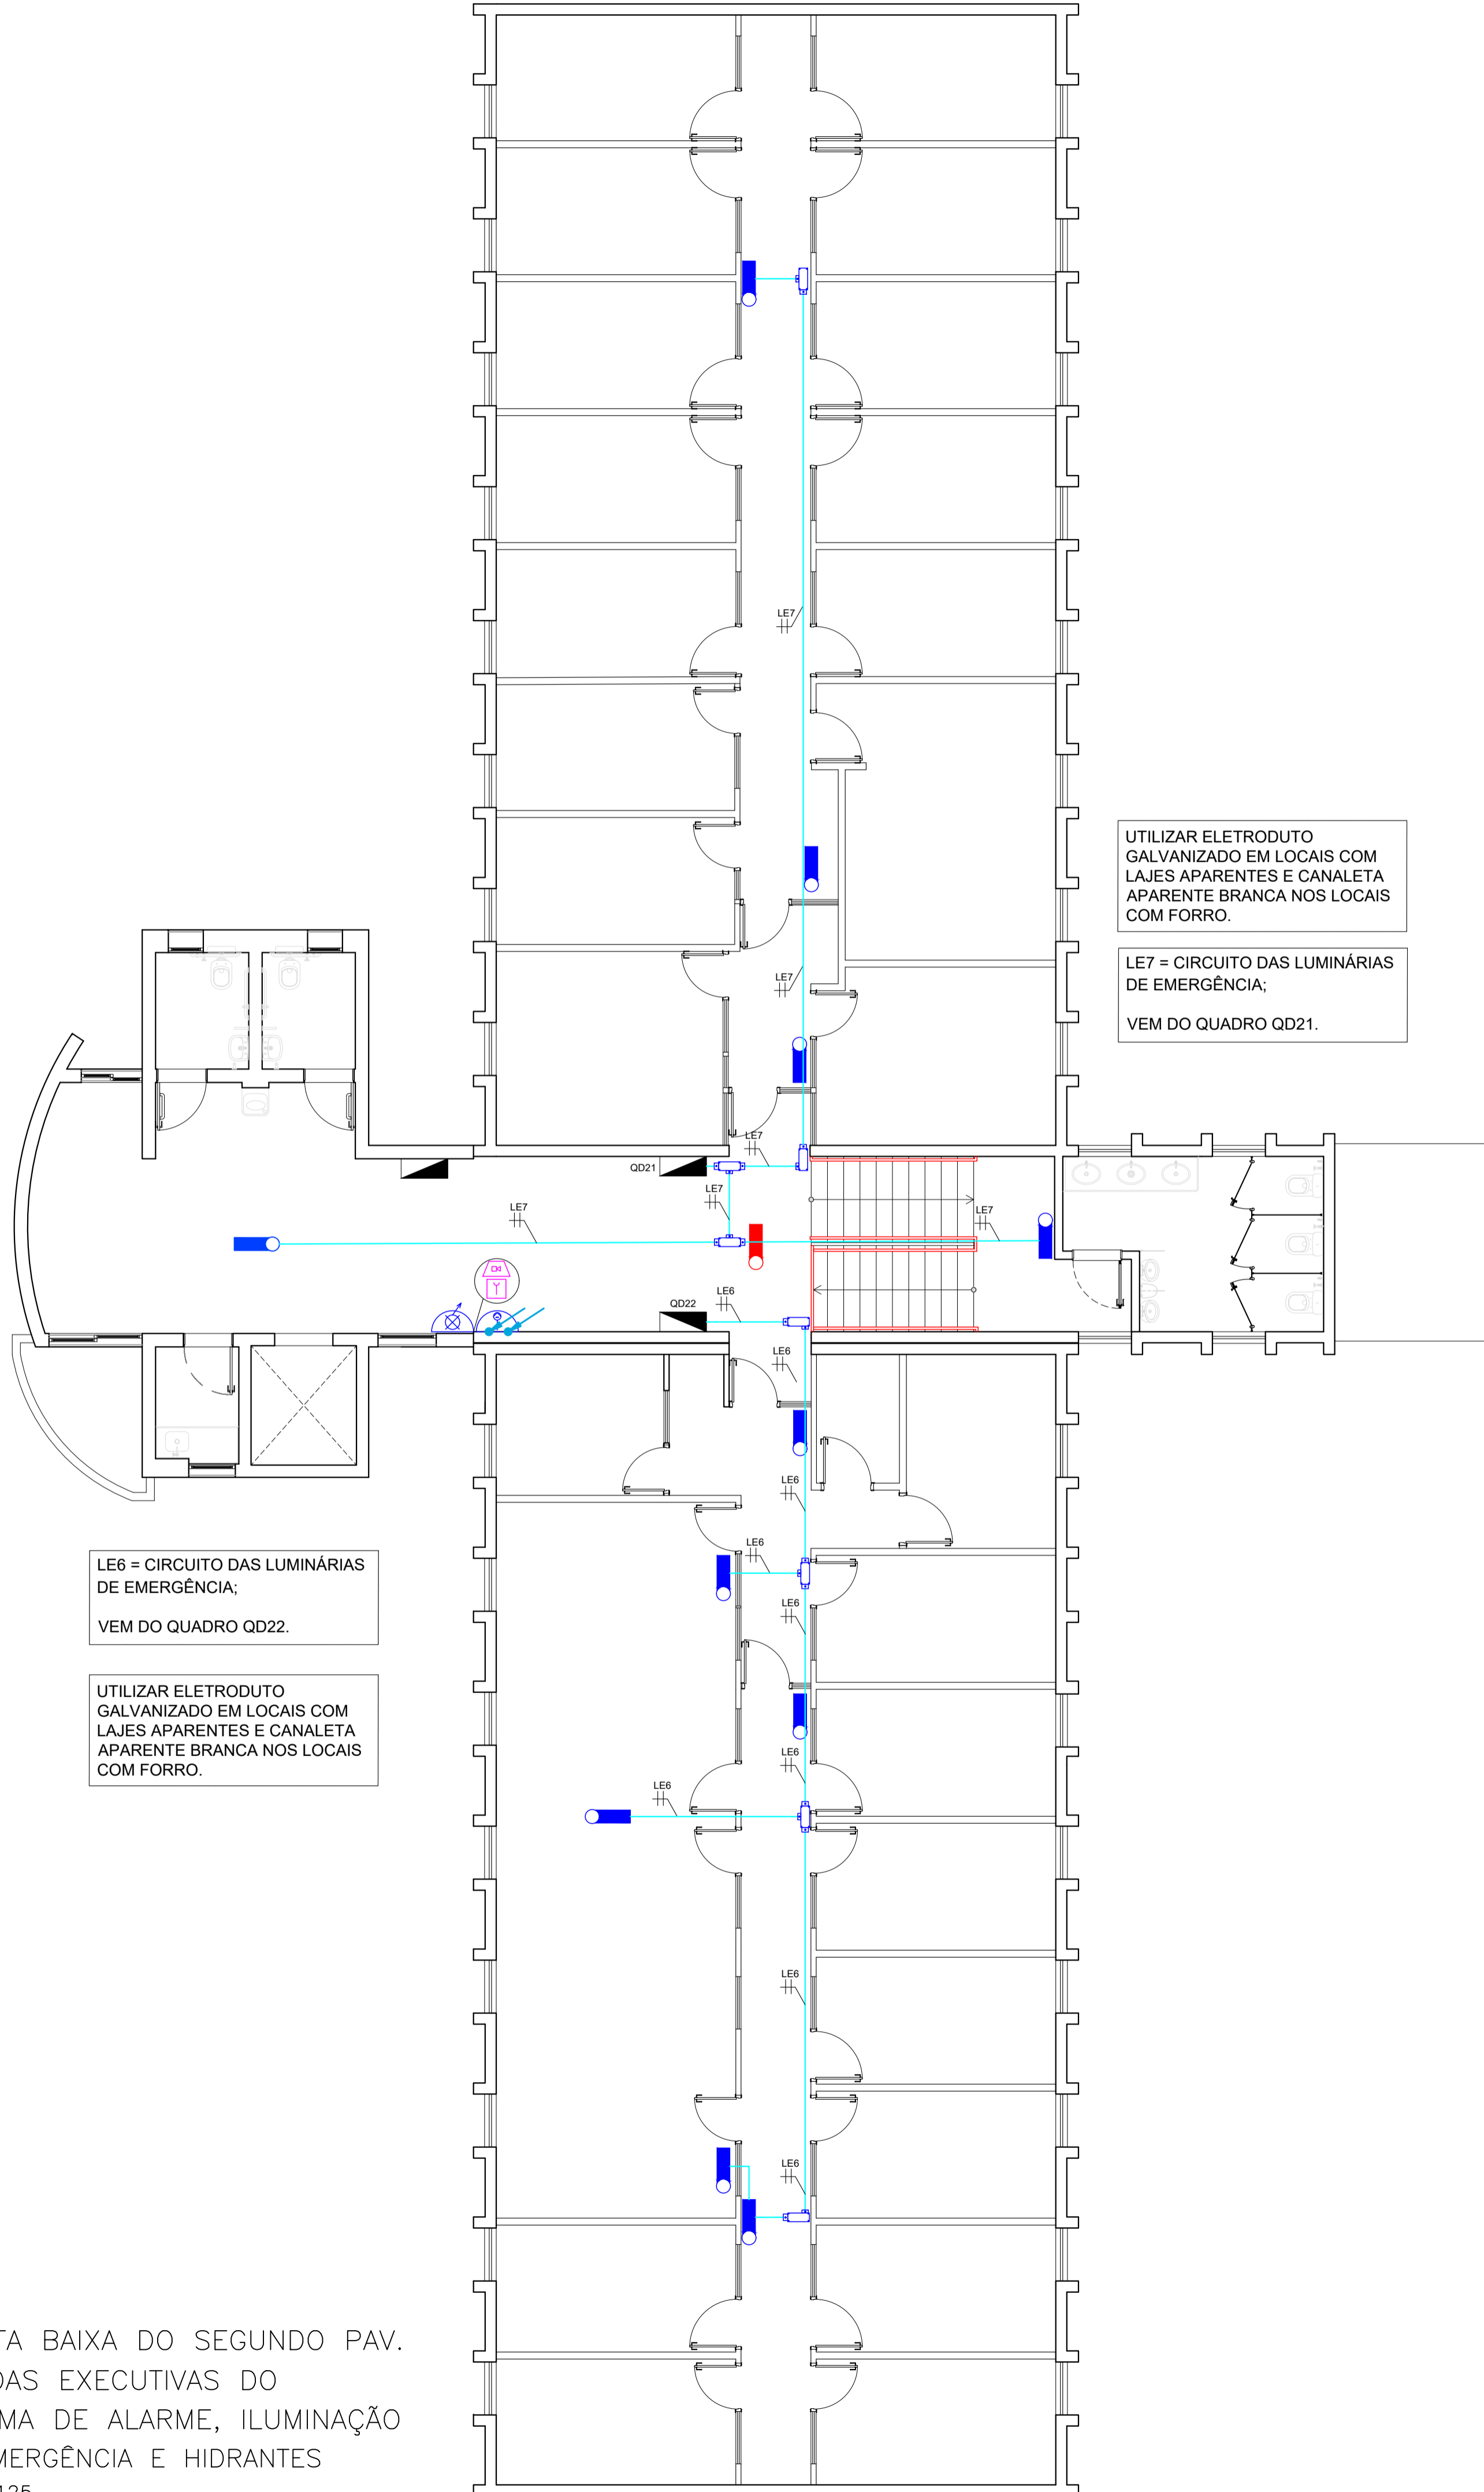 LE7
UTILIZAR ELETRODUTO
GALVANIZADO EM LOCAIS COM
LAJES APARENTES E CANALETA
APARENTE BRANCA NOS LOCAIS
COM FORRO.
LE7 = CIRCUITO DAS LUMINÁRIAS
DE EMERGÊNCIA;
VEM DO QUADRO QD21.
LE7
LE7
QD21
LE7
LE7
LE7
QD22
LE6
LE6
LE6
LE6
LE6 = CIRCUITO DAS LUMINÁRIAS
DE EMERGÊNCIA;
VEM DO QUADRO QD22.
LE6
UTILIZAR ELETRODUTO
GALVANIZADO EM LOCAIS COM
LAJES APARENTES E CANALETA
APARENTE BRANCA NOS LOCAIS
COM FORRO.
LE6
LE6
LE6
LE6
TA BAIXA DO SEGUNDO PAV.
DAS EXECUTIVAS DO
MA DE ALARME, ILUMINAÇÃO
MERGÊNCIA E HIDRANTES